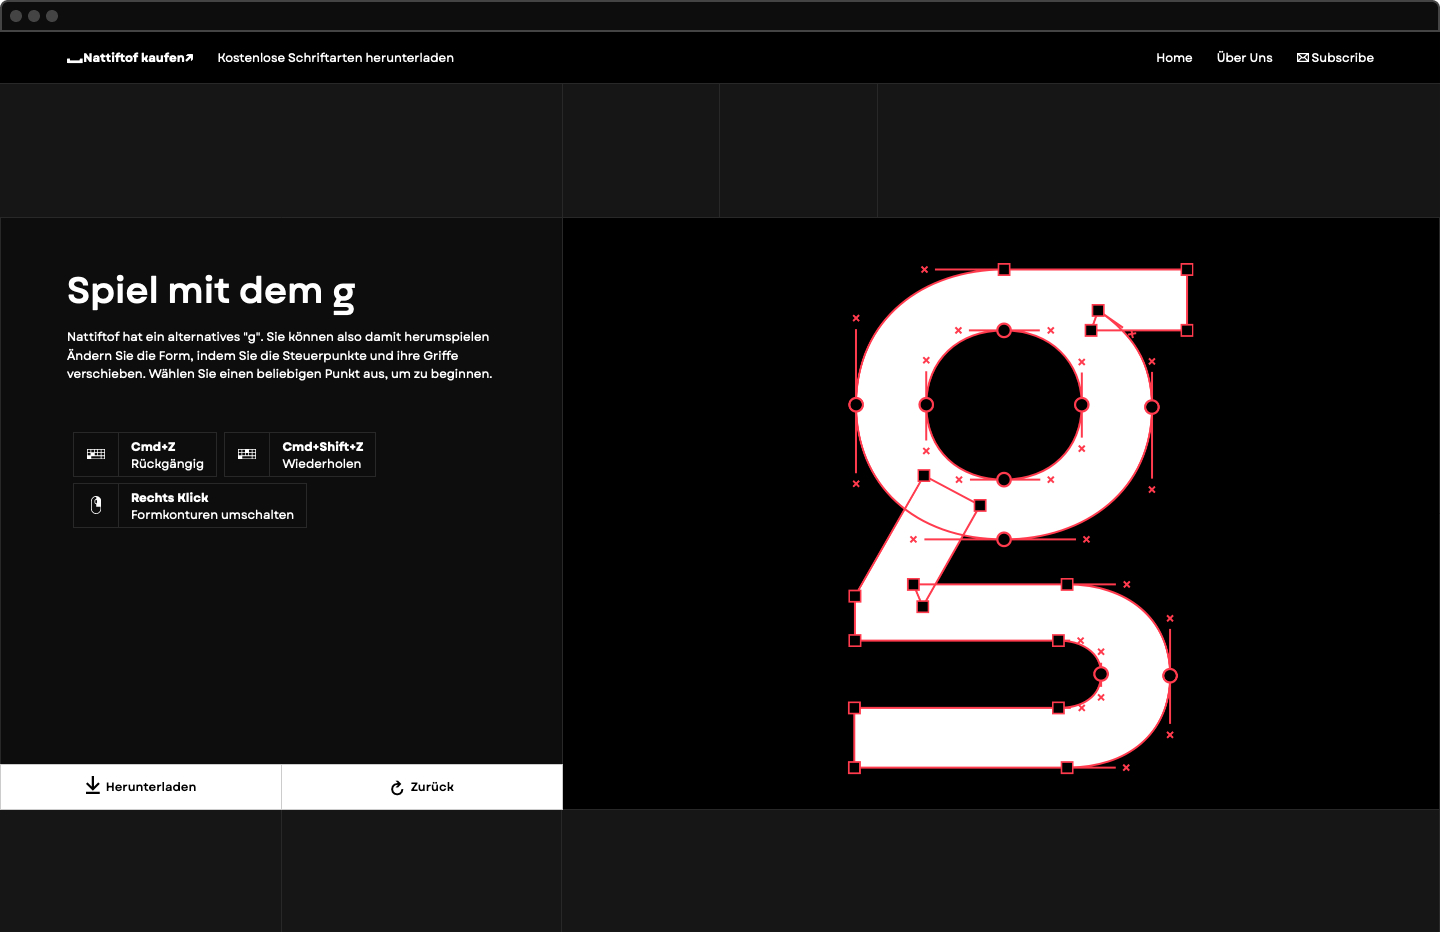 Nattiftof kaufen
Kostenlose Schriftarten herunterladen
Home
Über Uns
Subscribe
Spiel mit dem g
Nattiftof hat ein alternatives "g". Sie können also damit herumspielen
Ändern Sie die Form, indem Sie die Steuerpunkte und ihre Griffe
verschieben. Wählen Sie einen beliebigen Punkt aus, um zu beginnen.
Cmd+Z
Rückgängig
Cmd+Shift+Z
Wiederholen
Rechts Klick
Formkonturen umschalten
Herunterladen
Zurück
g